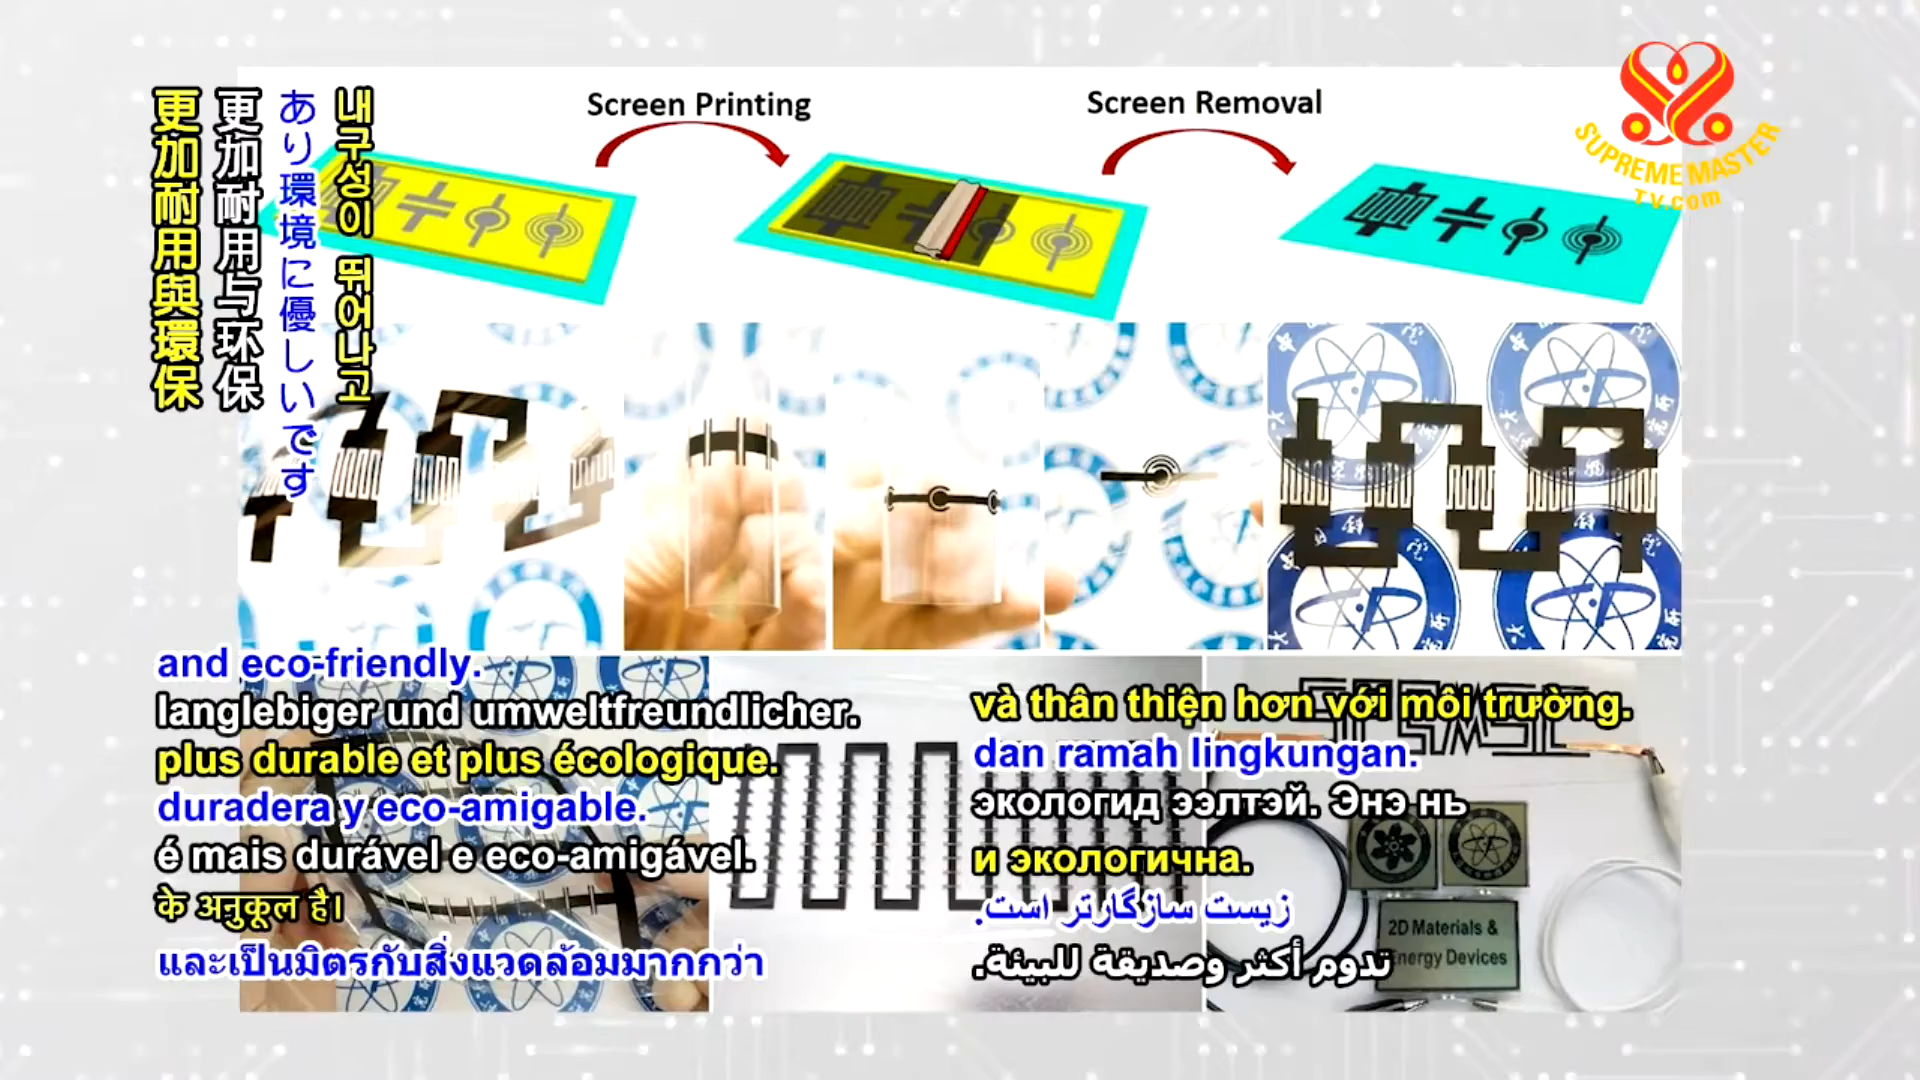 更加耐用與環保
更加耐用与环保
あり環境に優しいです
내구성이 뛰어나고
Screen Printing
Screen Removal
SUPREME MASTER
TV.com
and eco-friendly.
langlebiger und umweltfreundlicher.
plus durable et plus écologique.
duradera y eco-amigable.
é mais durável e eco-amigável.
के अनुकूल है।
และเป็นมิตรกับสิ่งแวดล้อมมากกว่า
và thân thiện hơn với môi trường.
dan ramah lingkungan.
экологид ээлтэй. Энэ нь
и экологична.
زیست سازگارتر است.
تدوم أكثر وصديقة للبيئة.
2D Materials &
Energy Devices